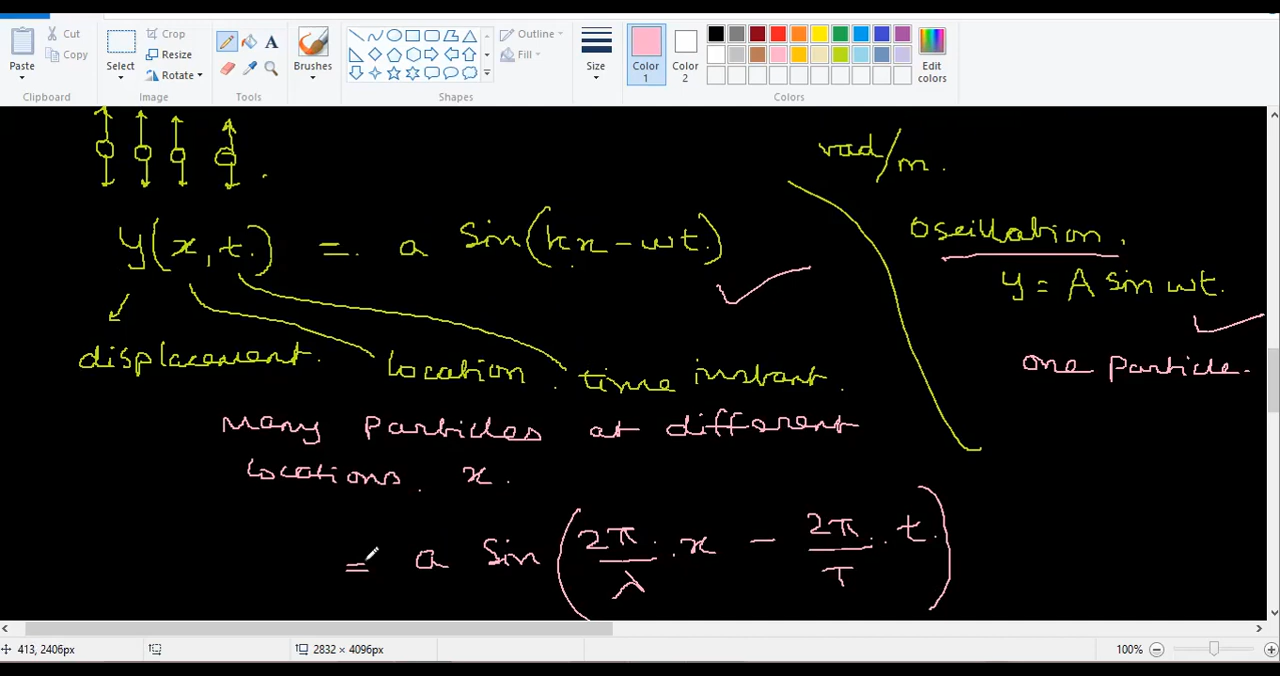 Cut
Copy
Paste
Clipboard
Select
Crop
Resize
Rotate
Image
Tools
Brushes
Outline
Fill
Shapes
Size
Color 1
Color 2
Edit colors
Colors
rad/m.
y(x,t.) =. a sin(kx - ωt.)
displacement. location. time instant.
many particles at different
locations. x.
= a sin(2π/λ . x - 2π/T . t.)
oscillation.
y = A sin ωt.
one particle.
413, 2406px
2832 × 4096px
100%